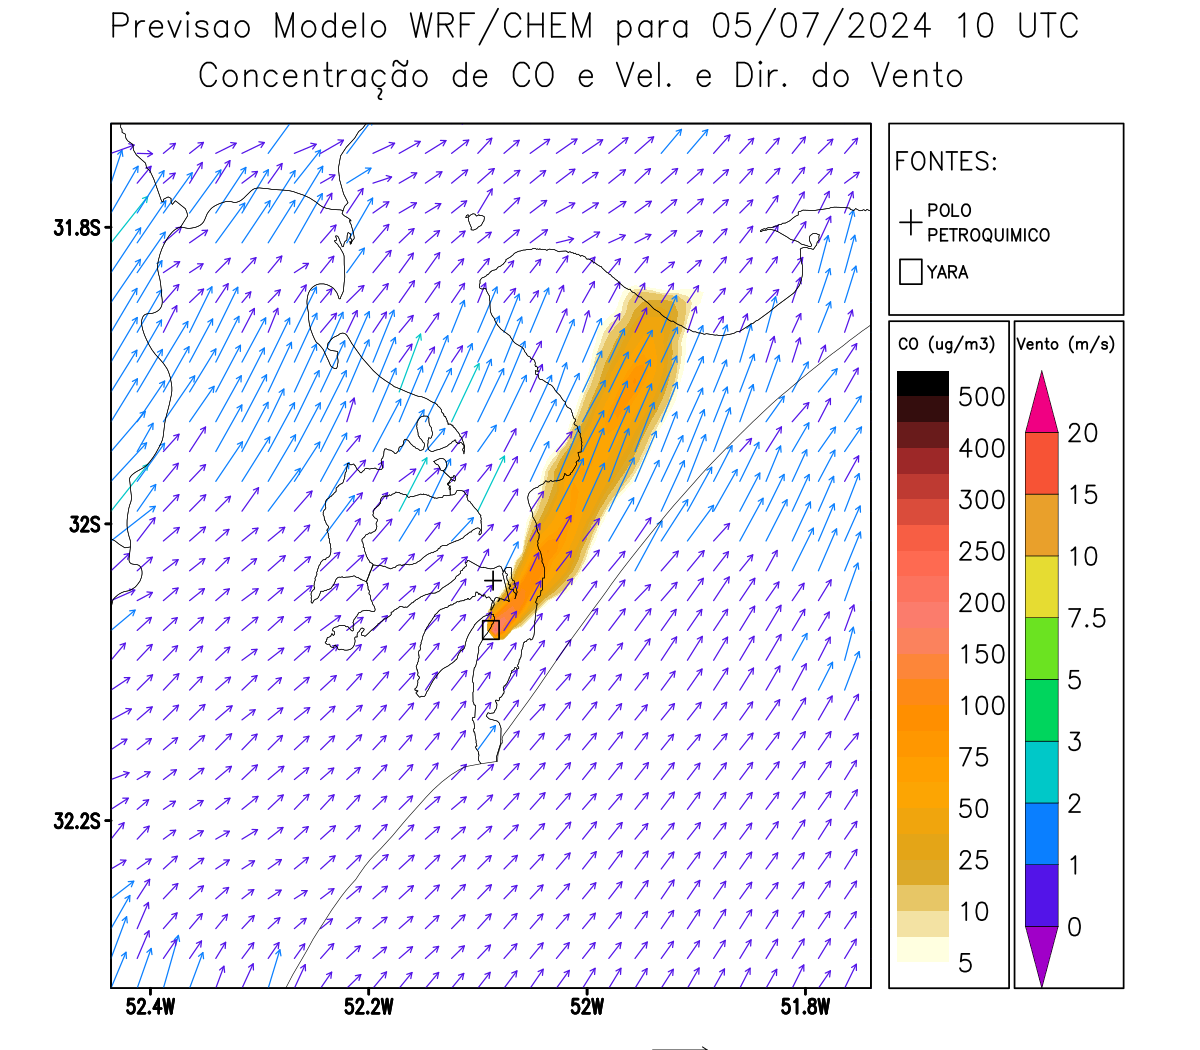 Previsao Modelo WRF/CHEM para 05/07/2024 10 UTC
Concentração de CO e Vel. e Dir. do Vento
FONTES:
POLO
PETROQUIMICO
YARA
CO (ug/m3)
500
400
300
250
200
150
100
75
50
25
10
5
Vento (m/s)
20
15
10
7.5
5
3
2
1
0
31.8S
32S
32.2S
52.4W
52.2W
52W
51.8W